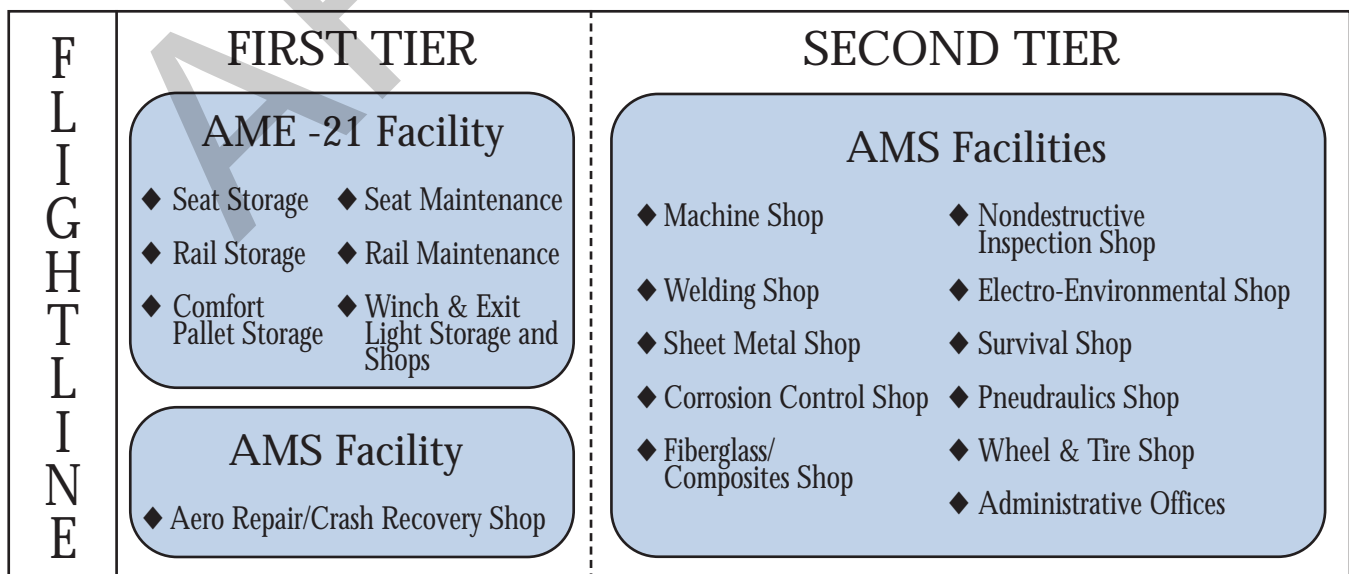 FLIGHTLINE
FIRST TIER
AME -21 Facility
♦ Seat Storage
♦ Seat Maintenance
♦ Rail Storage
♦ Rail Maintenance
♦ Comfort
Pallet Storage
♦ Winch & Exit
Light Storage and
Shops
AMS Facility
♦ Aero Repair/Crash Recovery Shop
SECOND TIER
AMS Facilities
♦ Machine Shop
♦ Nondestructive
Inspection Shop
♦ Welding Shop
♦ Electro-Environmental Shop
♦ Sheet Metal Shop
♦ Survival Shop
♦ Corrosion Control Shop
♦ Pneudraulics Shop
♦ Fiberglass/
Composites Shop
♦ Wheel & Tire Shop
♦ Administrative Offices